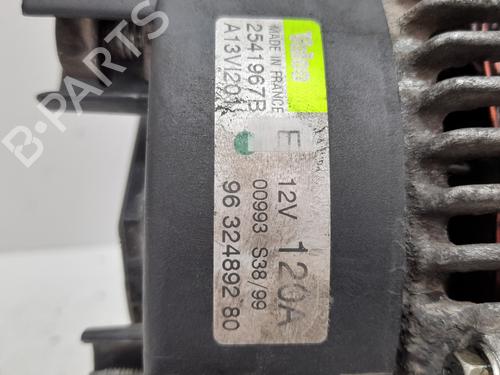 Valeo
MADE IN FRANCE
2541967B
A13VI201
E
12V 120A
00993 S38/99
96 324892 80
B-PARTS